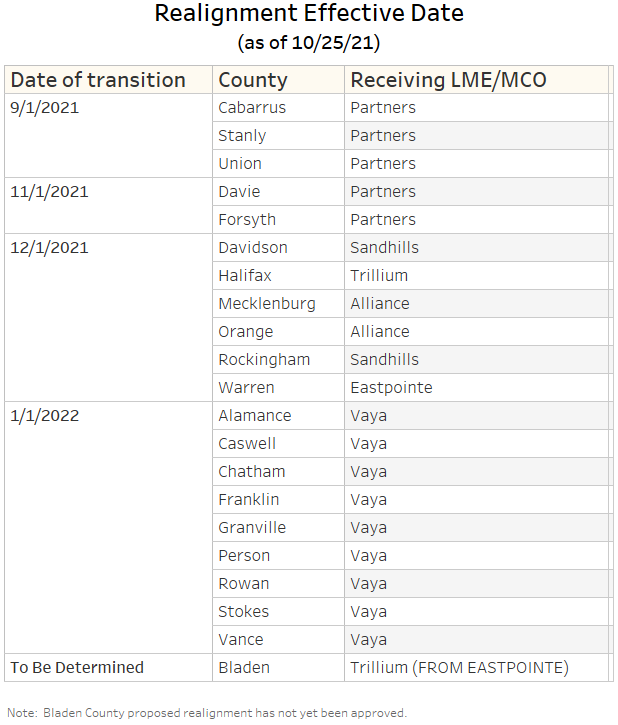 Realignment Effective Date
(as of 10/25/21)
Date of transition County Receiving LME/MCO
9/1/2021 Cabarrus Partners
Stanly Partners
Union Partners
11/1/2021 Davie Partners
Forsyth Partners
12/1/2021 Davidson Sandhills
Halifax Trillium
Mecklenburg Alliance
Orange Alliance
Rockingham Sandhills
Warren Eastpointe
1/1/2022 Alamance Vaya
Caswell Vaya
Chatham Vaya
Franklin Vaya
Granville Vaya
Person Vaya
Rowan Vaya
Stokes Vaya
Vance Vaya
To Be Determined Bladen Trillium (FROM EASTPOINTE)
Note: Bladen County proposed realignment has not yet been approved.